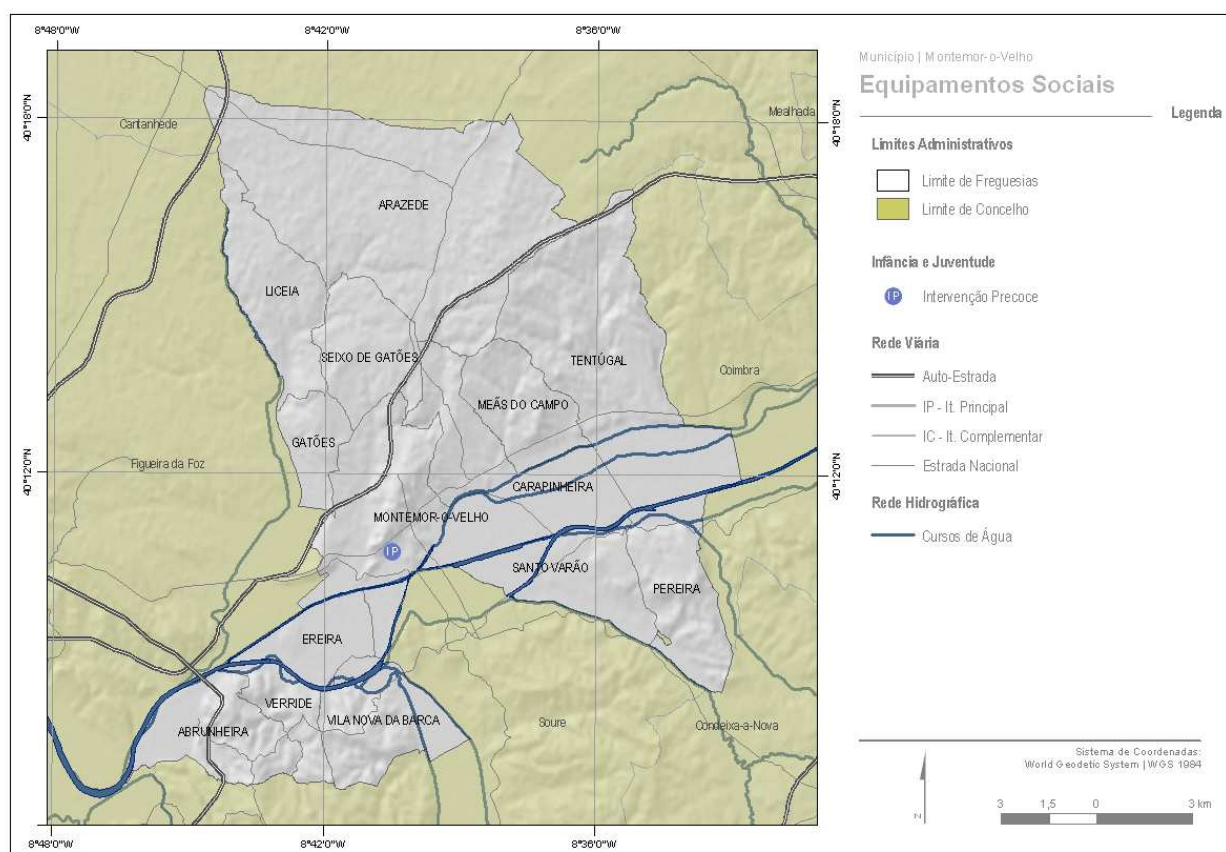 8°48'0"W
8°42'0"W
8°36'0"W
40°18'0"N
40°18'0"N
Cantanhede
Mealhada
ARAZEDE
LICEIA
SEIXO DE GATÕES
TENTÚGAL
Coimbra
MEÃS DO CAMPO
GATÕES
Figueira da Foz
40°12'0"N
40°12'0"N
CARAPINHEIRA
MONTEMOR-O-VELHO
IP
SANTO VARÃO
PEREIRA
EREIRA
VERRIDE
VILA NOVA DA BARCA
ABRUNHEIRA
Soure
Condeixa-a-Nova
8°48'0"W
8°42'0"W
8°36'0"W
Município | Montemor-o-Velho
Equipamentos Sociais
Legenda
Limites Administrativos
Limite de Freguesias
Limite de Concelho
Infância e Juventude
IP
Intervenção Precoce
Rede Viária
Auto-Estrada
IP - It. Principal
IC - It. Complementar
Estrada Nacional
Rede Hidrográfica
Cursos de Água
Sistema de Coordenadas:
World Geodetic System | WGS 1984
N
3 1,5 0 3 km